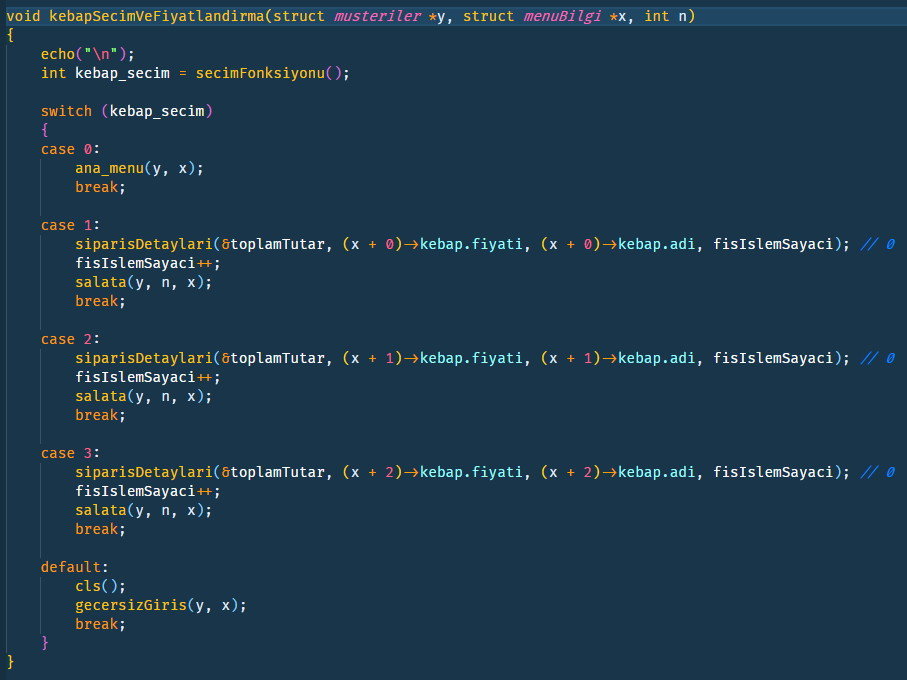 void kebapSecimVeFiyatlandirma(struct musteriler *y, struct menuBilgi *x, int n)
{
    echo("\n");
    int kebap_secim = secimFonksiyonu();

    switch (kebap_secim)
    {
    case 0:
        ana_menu(y, x);
        break;

    case 1:
        siparisDetaylari(&toplamTutar, (x + 0)->kebap.fiyati, (x + 0)->kebap.adi, fisIslemSayaci); // 0
        fisIslemSayaci++;
        salata(y, n, x);
        break;

    case 2:
        siparisDetaylari(&toplamTutar, (x + 1)->kebap.fiyati, (x + 1)->kebap.adi, fisIslemSayaci); // 0
        fisIslemSayaci++;
        salata(y, n, x);
        break;

    case 3:
        siparisDetaylari(&toplamTutar, (x + 2)->kebap.fiyati, (x + 2)->kebap.adi, fisIslemSayaci); // 0
        fisIslemSayaci++;
        salata(y, n, x);
        break;

    default:
        cls();
        gecersizGiris(y, x);
        break;
    }
}